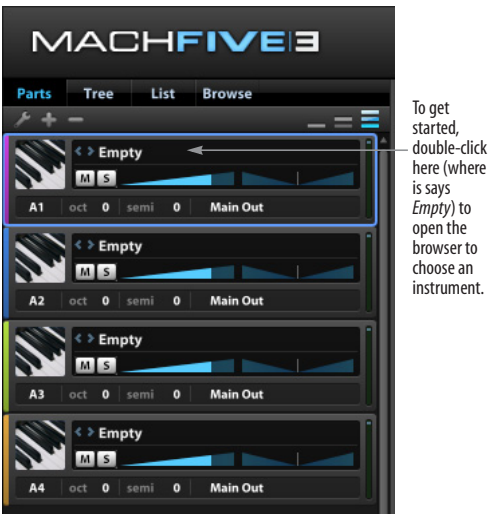 MACHFIVE 3
Parts Tree List Browse
< > Empty
M S
A1 oct 0 semi 0 Main Out
< > Empty
M S
A2 oct 0 semi 0 Main Out
< > Empty
M S
A3 oct 0 semi 0 Main Out
< > Empty
M S
A4 oct 0 semi 0 Main Out
To get
started,
double-click
here (where
is says
Empty) to
open the
browser to
choose an
instrument.